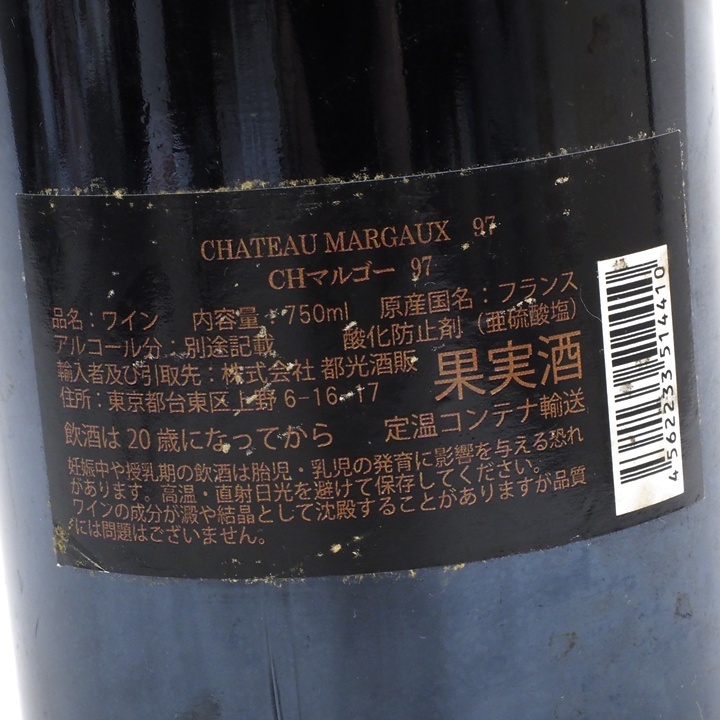 CHATEAU MARGAUX 97
CHマルゴー 97
品名：ワイン 内容量：750ml 原産国名：フランス
アルコール分：別途記載 酸化防止剤（亜硫酸塩）
輸入者及び引取先：株式会社 都光酒販
住所：東京都台東区上野 6-16-17
果実酒
飲酒は20歳になってから 定温コンテナ輸送
妊娠中や授乳期の飲酒は胎児・乳児の発育に影響を与える恐れ
があります。高温・直射日光を避けて保存してください。
ワインの成分が澱や結晶として沈殿することがありますが品質
には問題はございません。
4562233514410